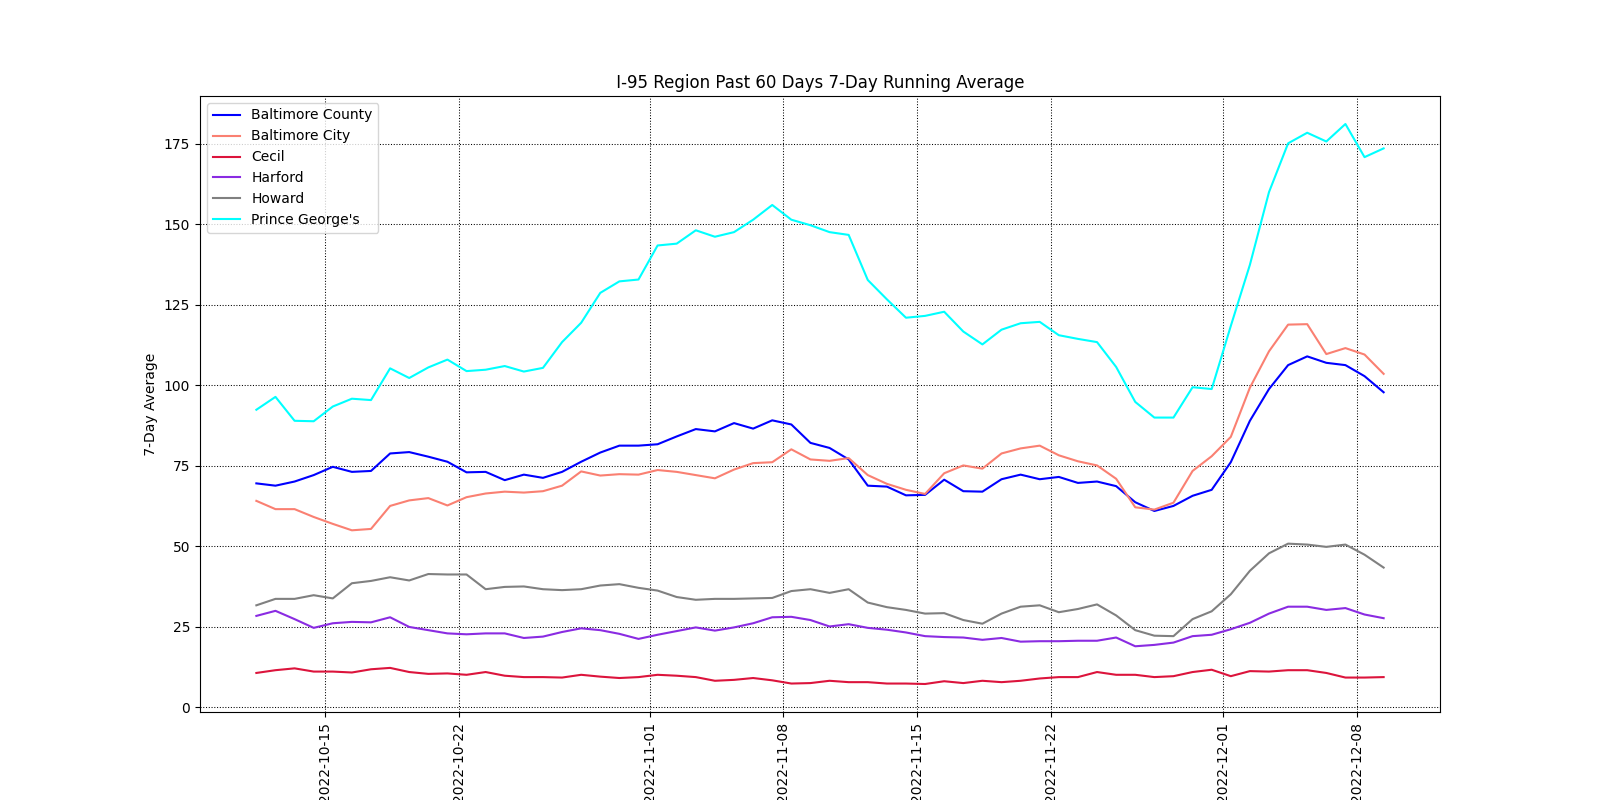 I-95 Region Past 60 Days 7-Day Running Average
Baltimore County
Baltimore City
Cecil
Harford
Howard
Prince George's
7-Day Average
175
150
125
100
75
50
25
0
2022-10-15
2022-10-22
2022-11-01
2022-11-08
2022-11-15
2022-11-22
2022-12-01
2022-12-08